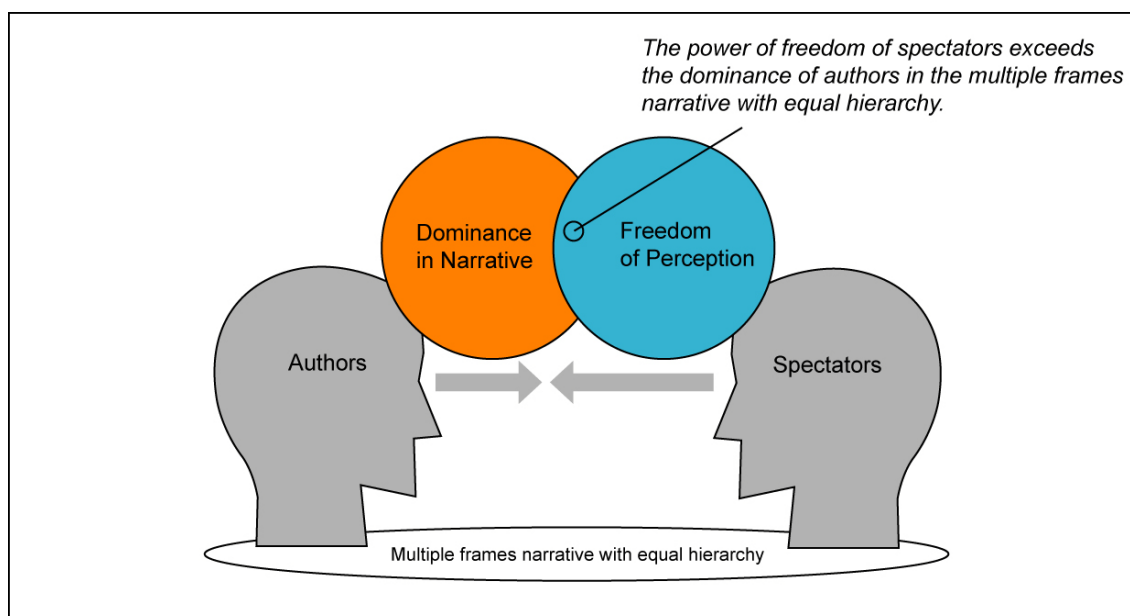 The power of freedom of spectators exceeds
the dominance of authors in the multiple frames
narrative with equal hierarchy.
Dominance
in Narrative
Freedom
of Perception
Authors
Spectators
Multiple frames narrative with equal hierarchy